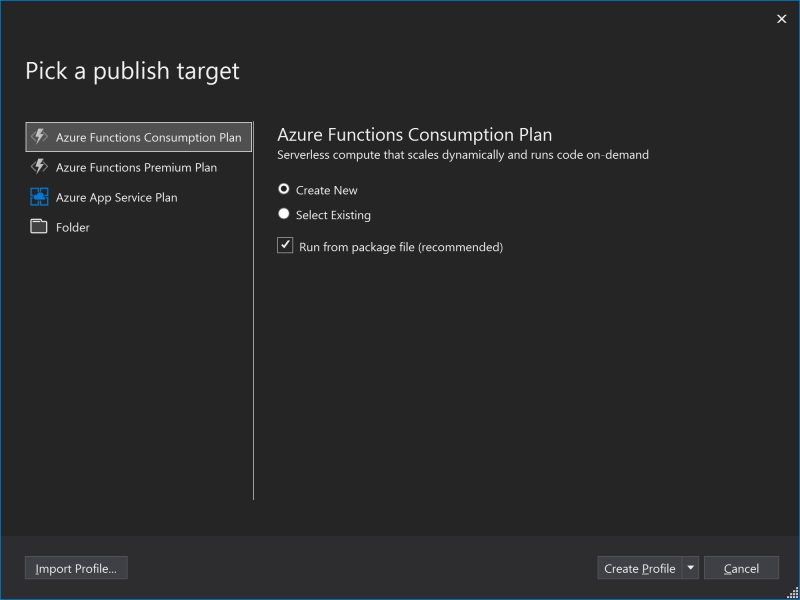 Pick a publish target
Azure Functions Consumption Plan
Azure Functions Premium Plan
Azure App Service Plan
Folder
Azure Functions Consumption Plan
Serverless compute that scales dynamically and runs code on-demand
Create New
Select Existing
Run from package file (recommended)
Import Profile...
Create Profile
Cancel